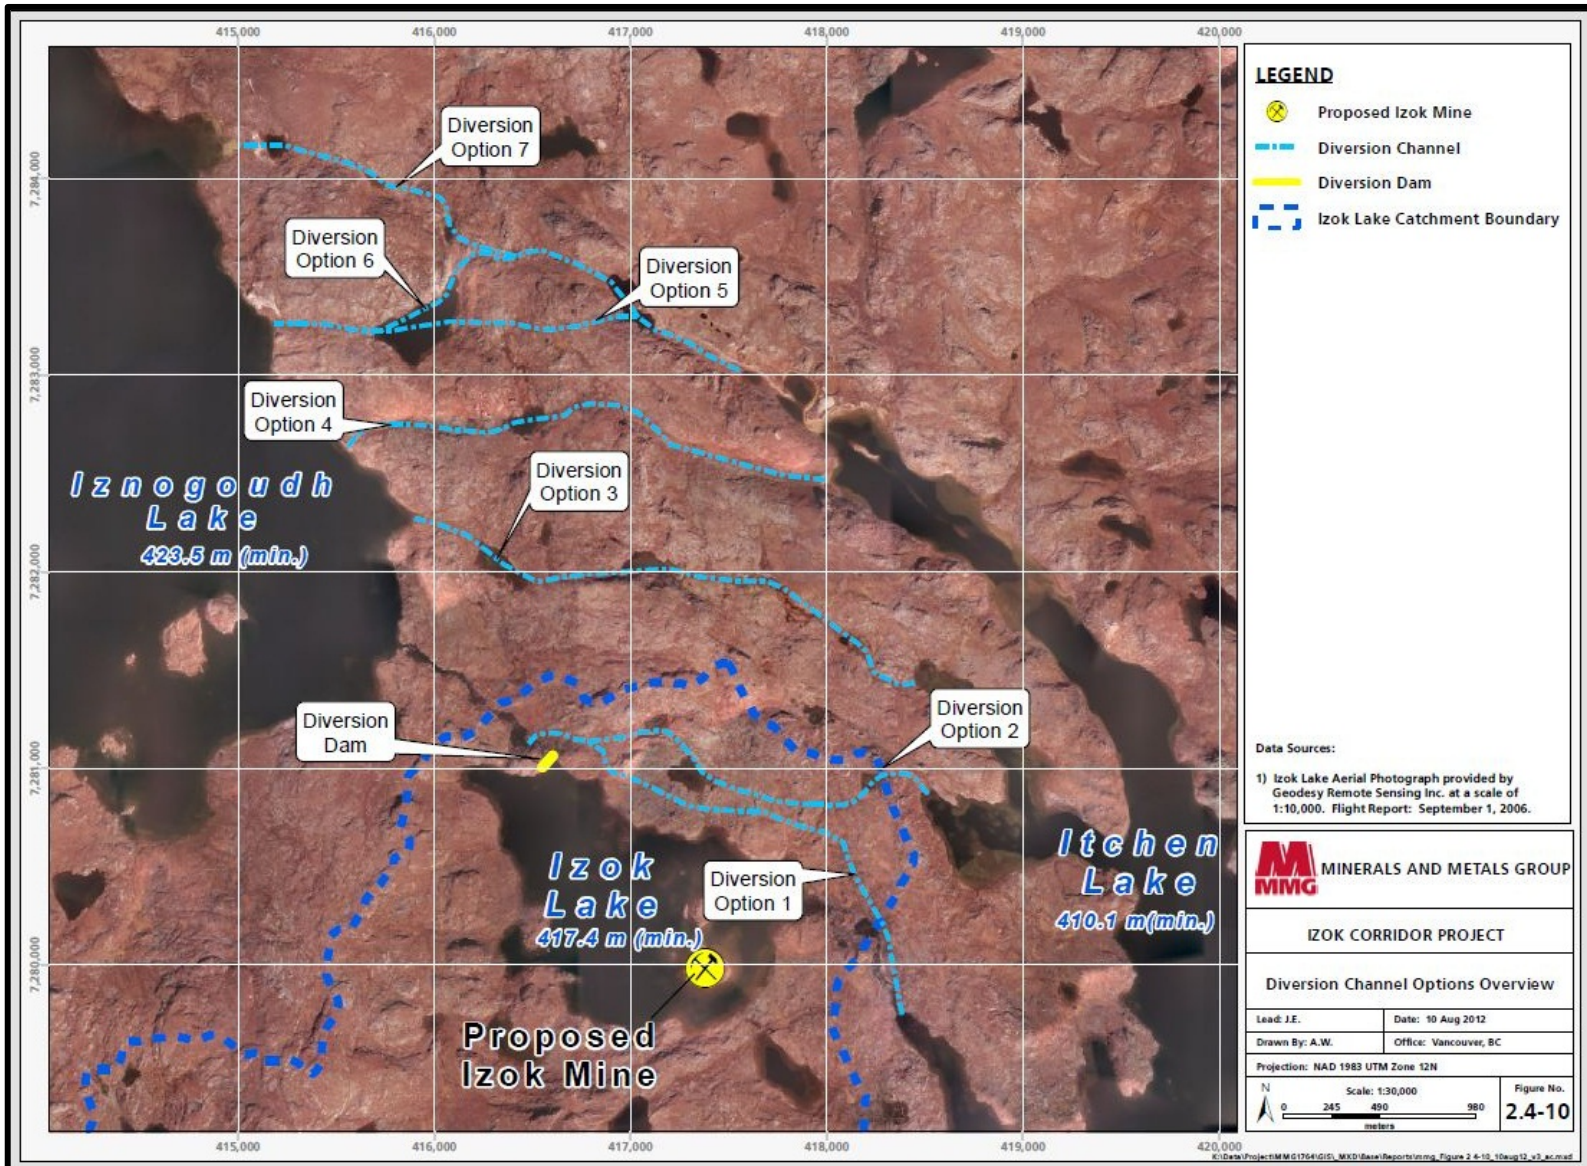 415,000
416,000
417,000
418,000
419,000
420,000
7,284,000
7,283,000
7,282,000
7,281,000
7,280,000
Diversion
Option 7
Diversion
Option 6
Diversion
Option 5
Diversion
Option 4
Diversion
Option 3
Iznogoudh
Lake
423.5 m (min.)
Diversion
Dam
Diversion
Option 2
Izok
Lake
417.4 m (min.)
Diversion
Option 1
Itchen
Lake
410.1 m(min.)
Proposed
Izok Mine
415,000
416,000
417,000
418,000
419,000
420,000
LEGEND
Proposed Izok Mine
Diversion Channel
Diversion Dam
Izok Lake Catchment Boundary
Data Sources:
1) Izok Lake Aerial Photograph provided by
Geodesy Remote Sensing Inc. at a scale of
1:10,000. Flight Report: September 1, 2006.
MMG
MINERALS AND METALS GROUP
IZOK CORRIDOR PROJECT
Diversion Channel Options Overview
Lead: J.E.
Date: 10 Aug 2012
Drawn By: A.W.
Office: Vancouver, BC
Projection: NAD 1983 UTM Zone 12N
N
Scale: 1:30,000
0 245 490 980
meters
Figure No.
2.4-10